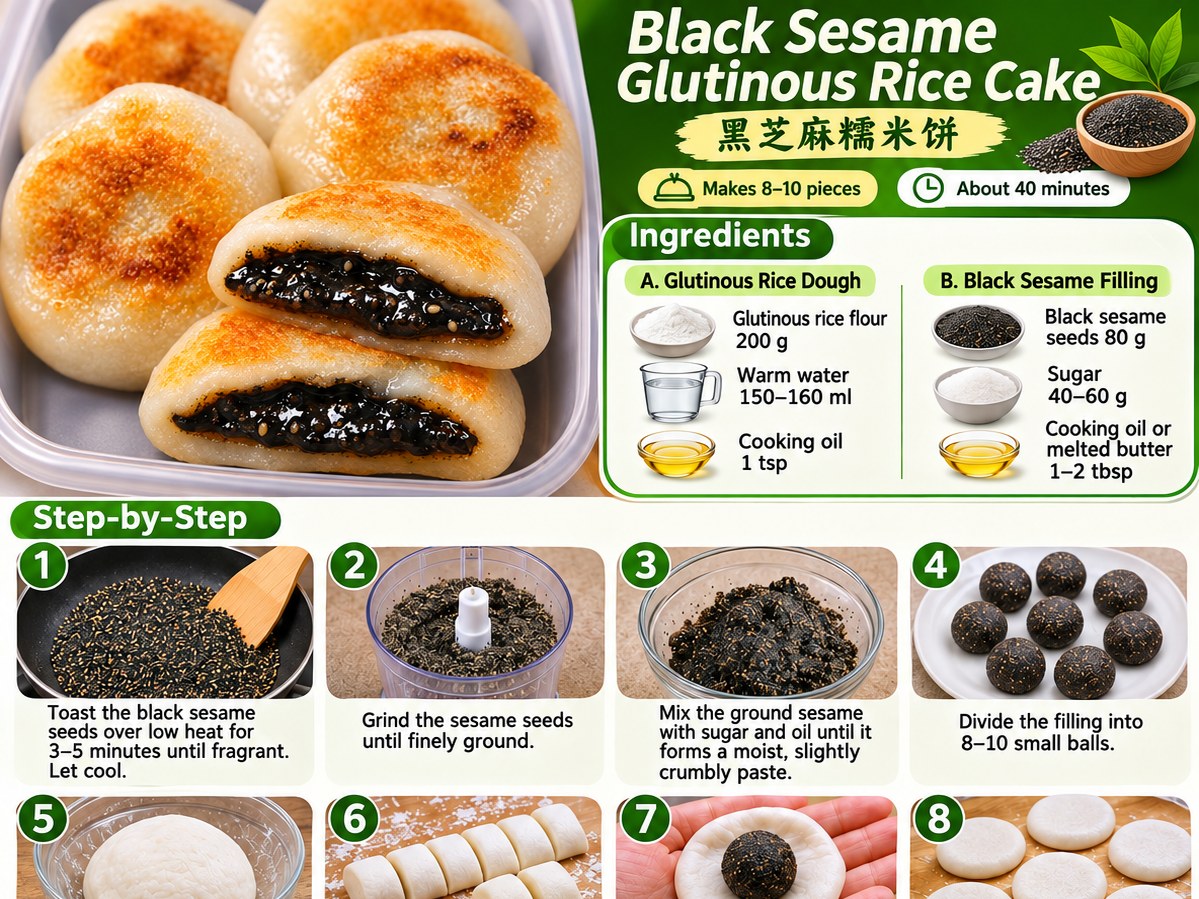 Black Sesame
Glutinous Rice Cake
黑芝麻糯米饼
Makes 8–10 pieces
About 40 minutes
Ingredients
A. Glutinous Rice Dough
Glutinous rice flour
200 g
Warm water
150–160 ml
Cooking oil
1 tsp
B. Black Sesame Filling
Black sesame
seeds 80 g
Sugar
40–60 g
Cooking oil or
melted butter
1–2 tbsp
Step-by-Step
1
Toast the black sesame
seeds over low heat for
3–5 minutes until fragrant.
Let cool.
2
Grind the sesame seeds
until finely ground.
3
Mix the ground sesame
with sugar and oil until it
forms a moist, slightly
crumbly paste.
4
Divide the filling into
8–10 small balls.
5
6
7
8